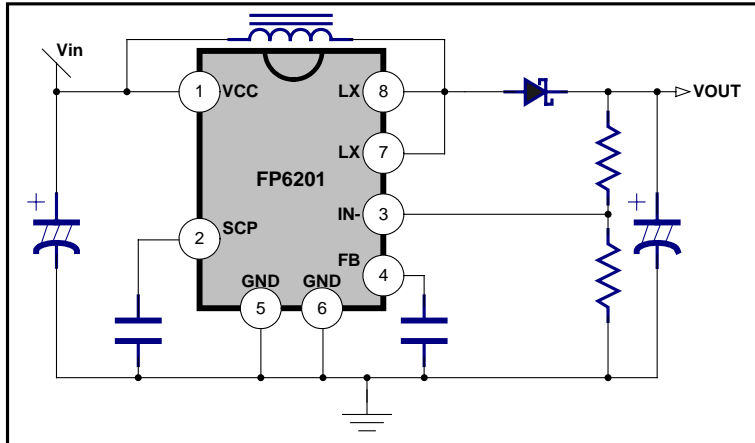 Vin
1 VCC
LX 8
VOUT
LX 7
FP6201
IN- 3
2 SCP
FB 4
GND GND
5 6
+
+